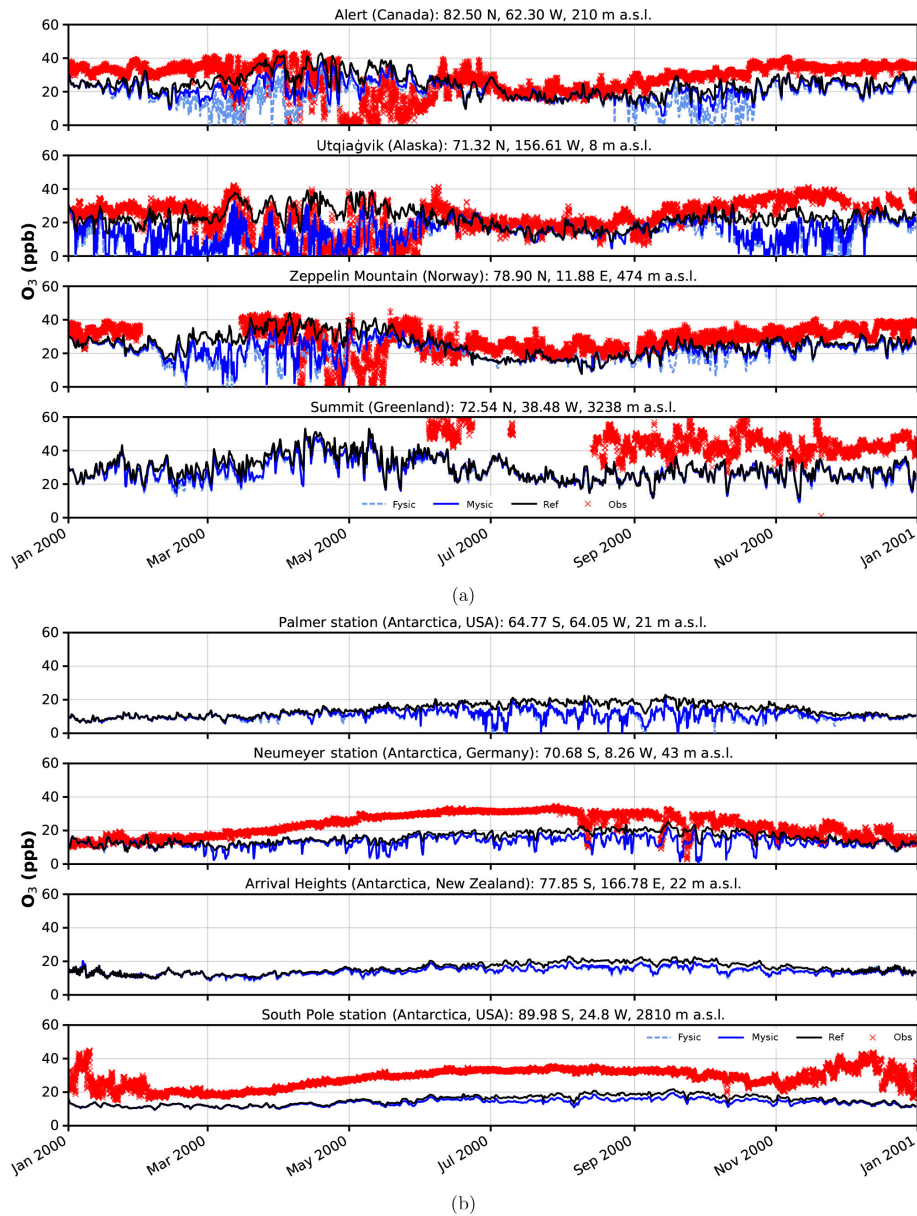 Alert (Canada): 82.50 N, 62.30 W, 210 m a.s.l.
60
40
20
0
Utqiaġvik (Alaska): 71.32 N, 156.61 W, 8 m a.s.l.
60
40
20
0
O₃ (ppb)
Zeppelin Mountain (Norway): 78.90 N, 11.88 E, 474 m a.s.l.
60
40
20
0
Summit (Greenland): 72.54 N, 38.48 W, 3238 m a.s.l.
60
40
20
0
Fysic Mysic Ref Obs
Jan 2000 Mar 2000 May 2000 Jul 2000 Sep 2000 Nov 2000 Jan 2001
(a)
Palmer station (Antarctica, USA): 64.77 S, 64.05 W, 21 m a.s.l.
60
40
20
0
Neumeyer station (Antarctica, Germany): 70.68 S, 8.26 W, 43 m a.s.l.
60
40
20
0
O₃ (ppb)
Arrival Heights (Antarctica, New Zealand): 77.85 S, 166.78 E, 22 m a.s.l.
60
40
20
0
South Pole station (Antarctica, USA): 89.98 S, 24.8 W, 2810 m a.s.l.
60
40
20
0
Fysic Mysic Ref Obs
Jan 2000 Mar 2000 May 2000 Jul 2000 Sep 2000 Nov 2000 Jan 2001
(b)